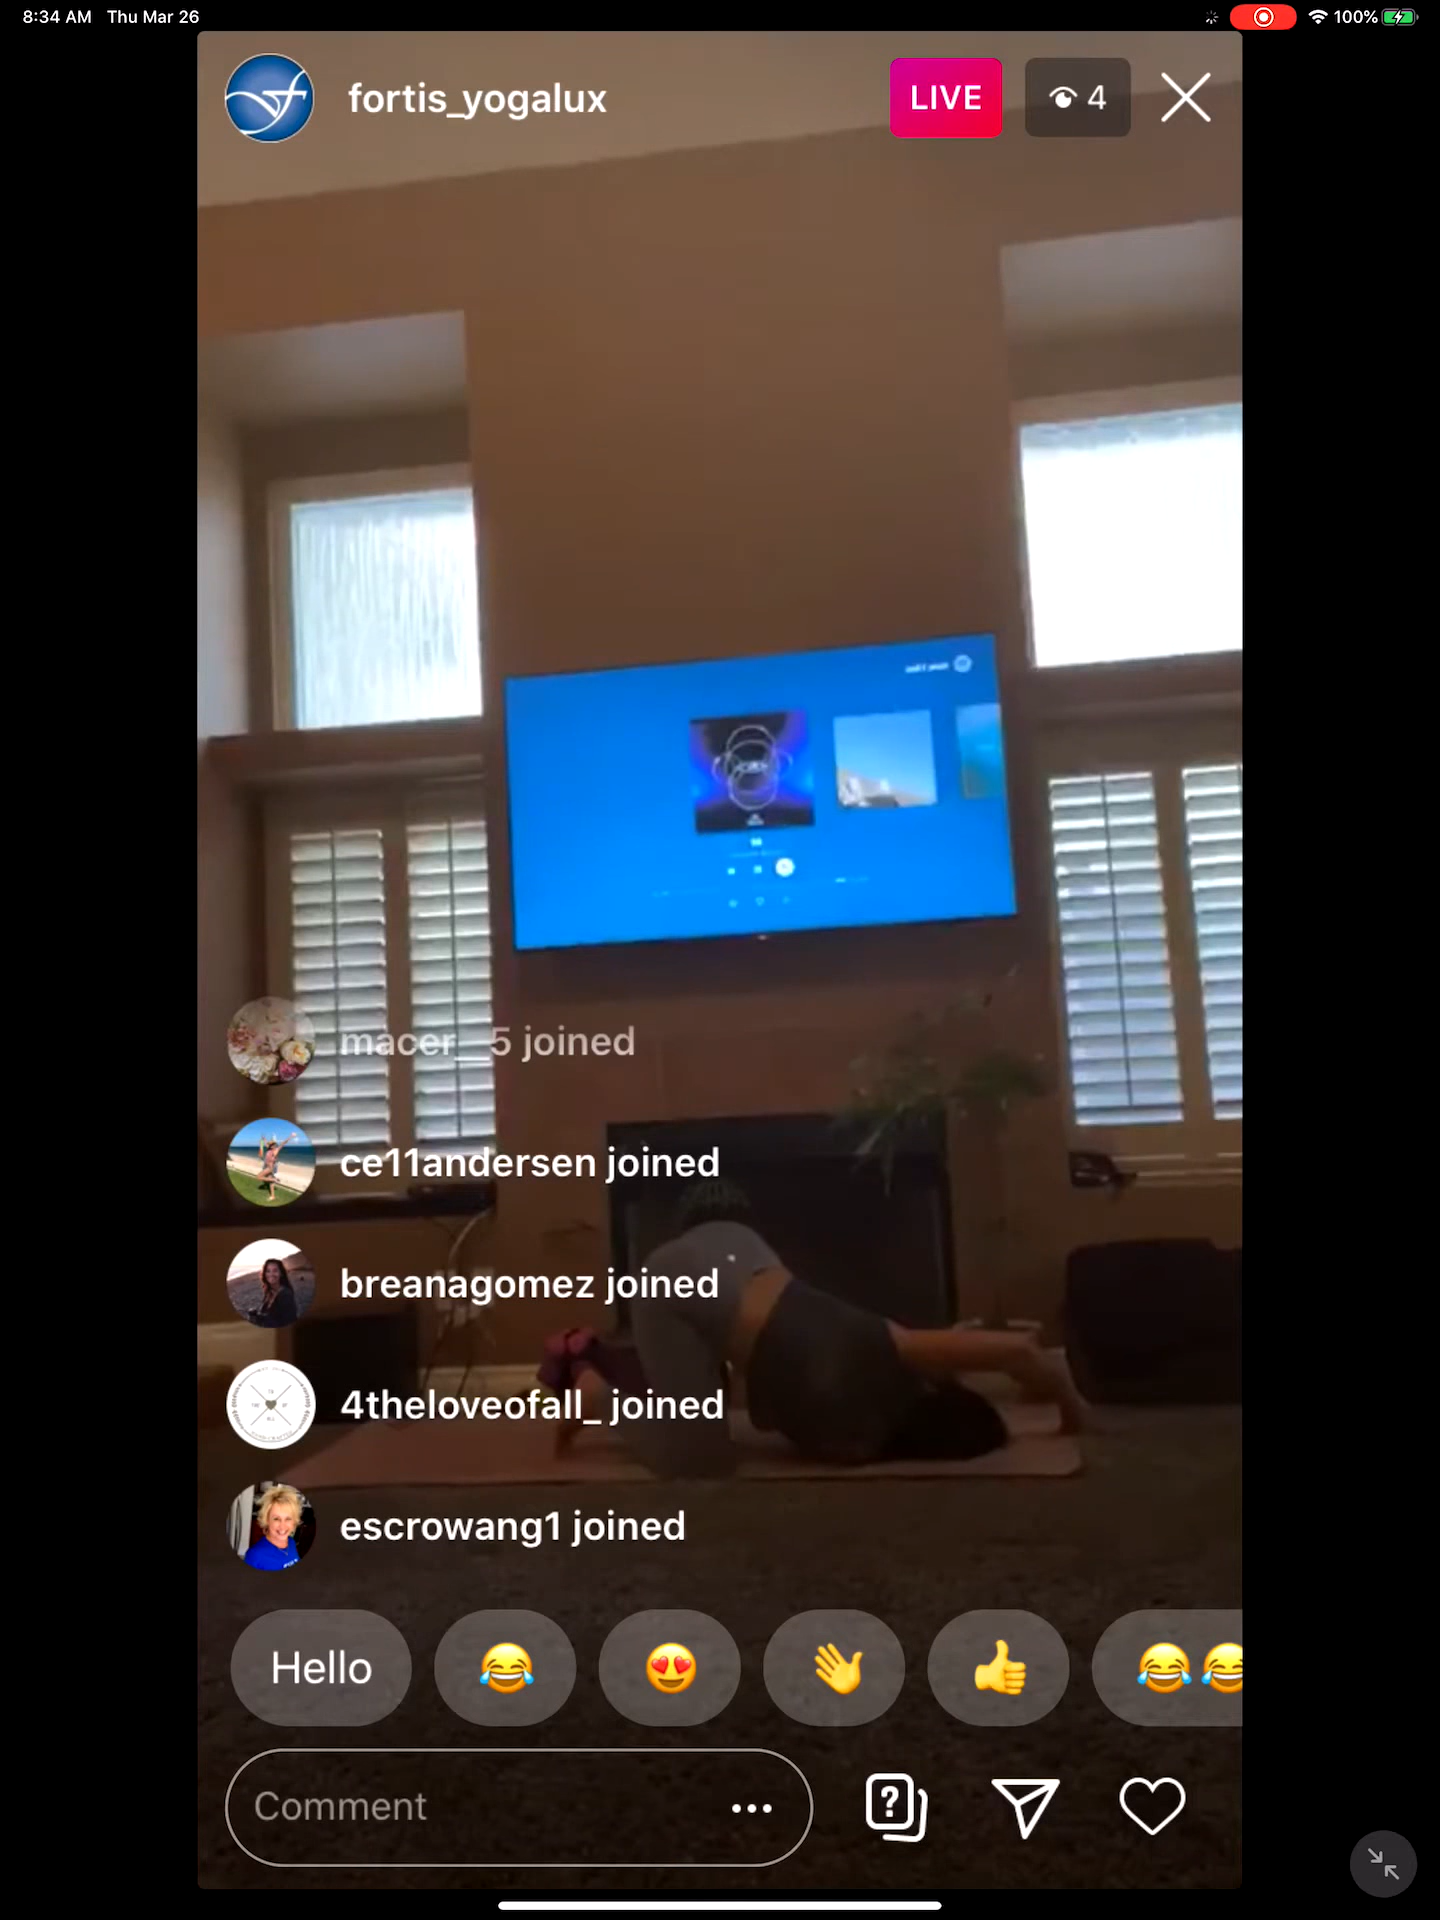 8:34 AM Thu Mar 26
100%
fortis_yogalux
LIVE
4
macer__5 joined
ce11andersen joined
breanagomez joined
4theloveofall_ joined
escrowang1 joined
Hello
Comment